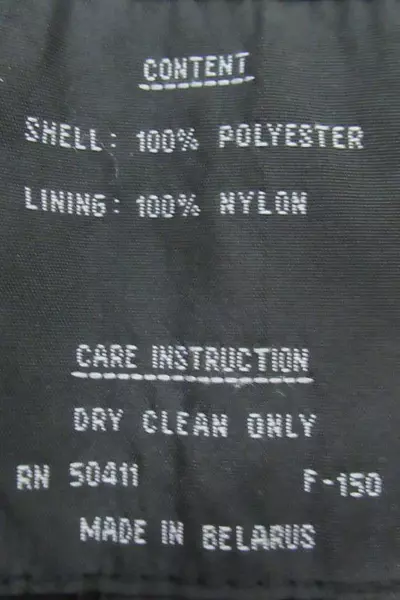 CONTENT
SHELL: 100% POLYESTER
LINING: 100% NYLON
CARE INSTRUCTION
DRY CLEAN ONLY
RN 50411 F-150
MADE IN BELARUS